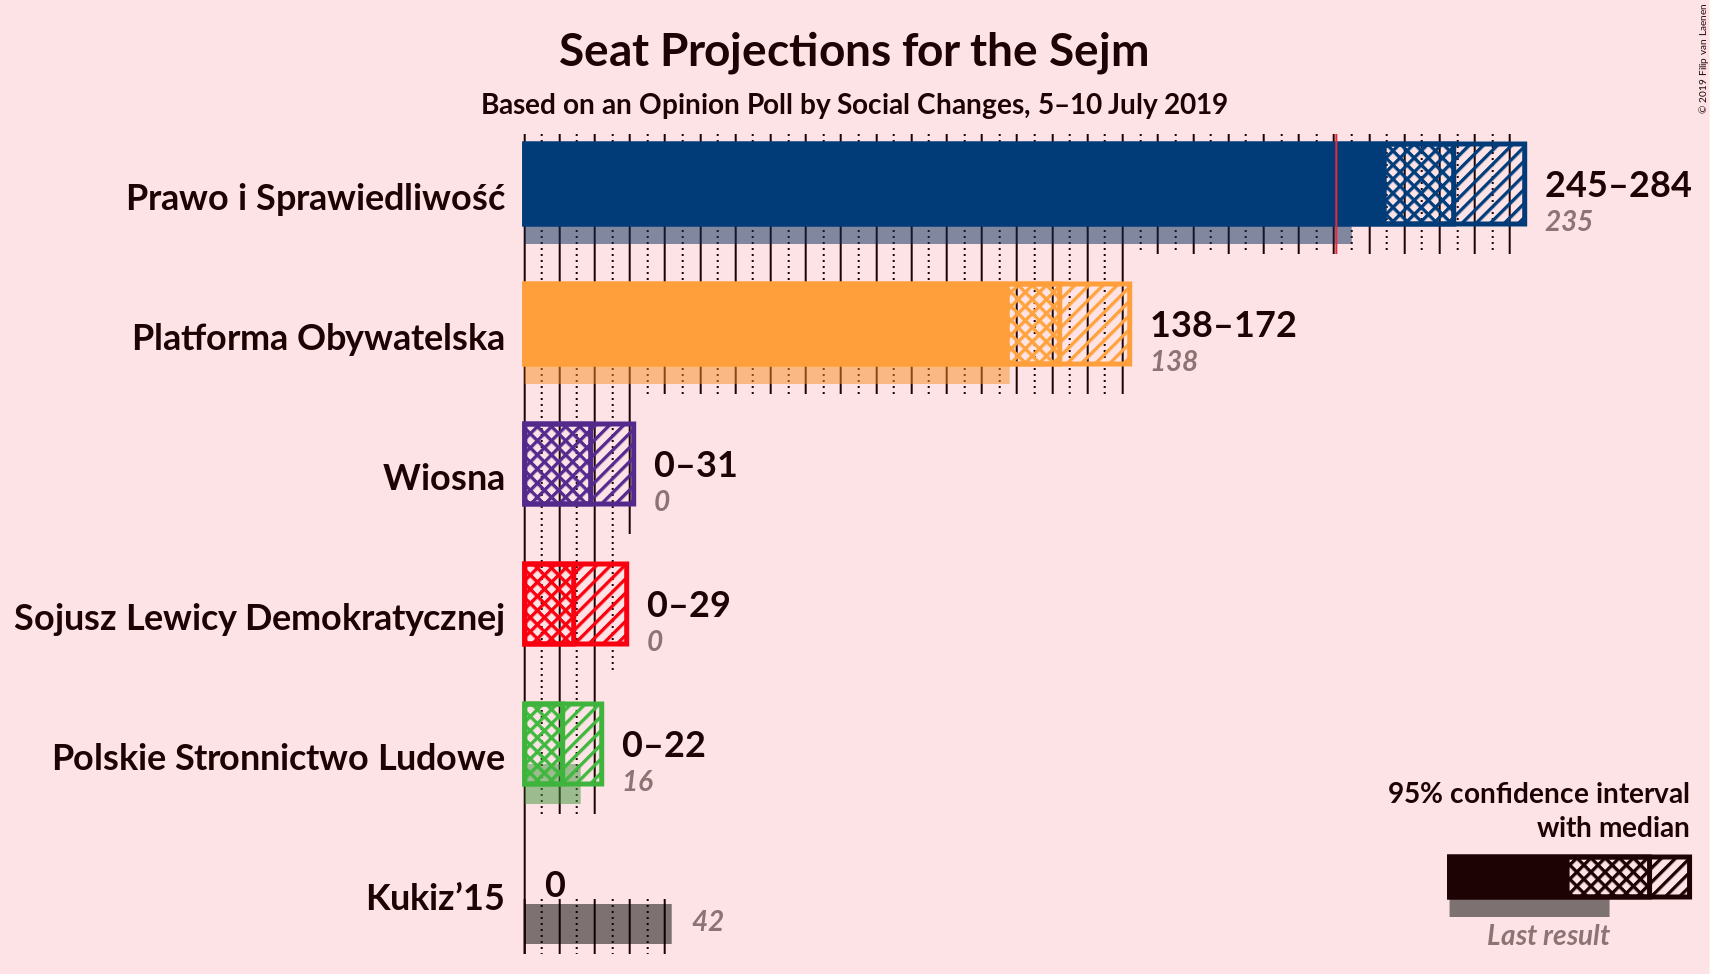 Seat Projections for the Sejm
Based on an Opinion Poll by Social Changes, 5–10 July 2019
© 2019 Filip van Laenen
Prawo i Sprawiedliwość
245–284
235
Platforma Obywatelska
138–172
138
Wiosna
0–31
0
Sojusz Lewicy Demokratycznej
0–29
0
Polskie Stronnictwo Ludowe
0–22
16
Kukiz’15
0
42
95% confidence interval
with median
Last result